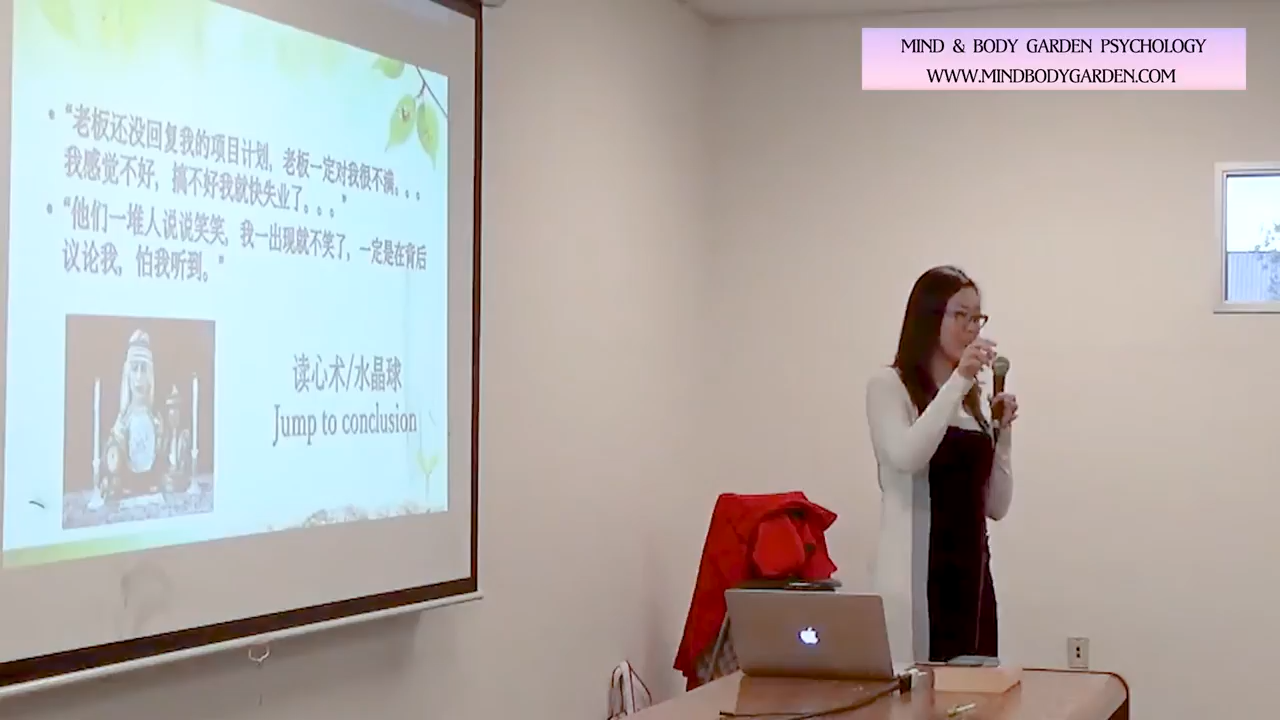 MIND & BODY GARDEN PSYCHOLOGY
WWW.MINDBODYGARDEN.COM
• “老板还没回复我的项目计划，老板一定对我很不满。。。
我感觉不好，搞不好我就快失业了。。。”
• “他们一堆人说说笑笑，我一出现就不笑了，一定是在背后
议论我，怕我听到。”
读心术/水晶球
Jump to conclusion